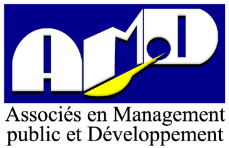 AMD
Associés en Management
public et Développement